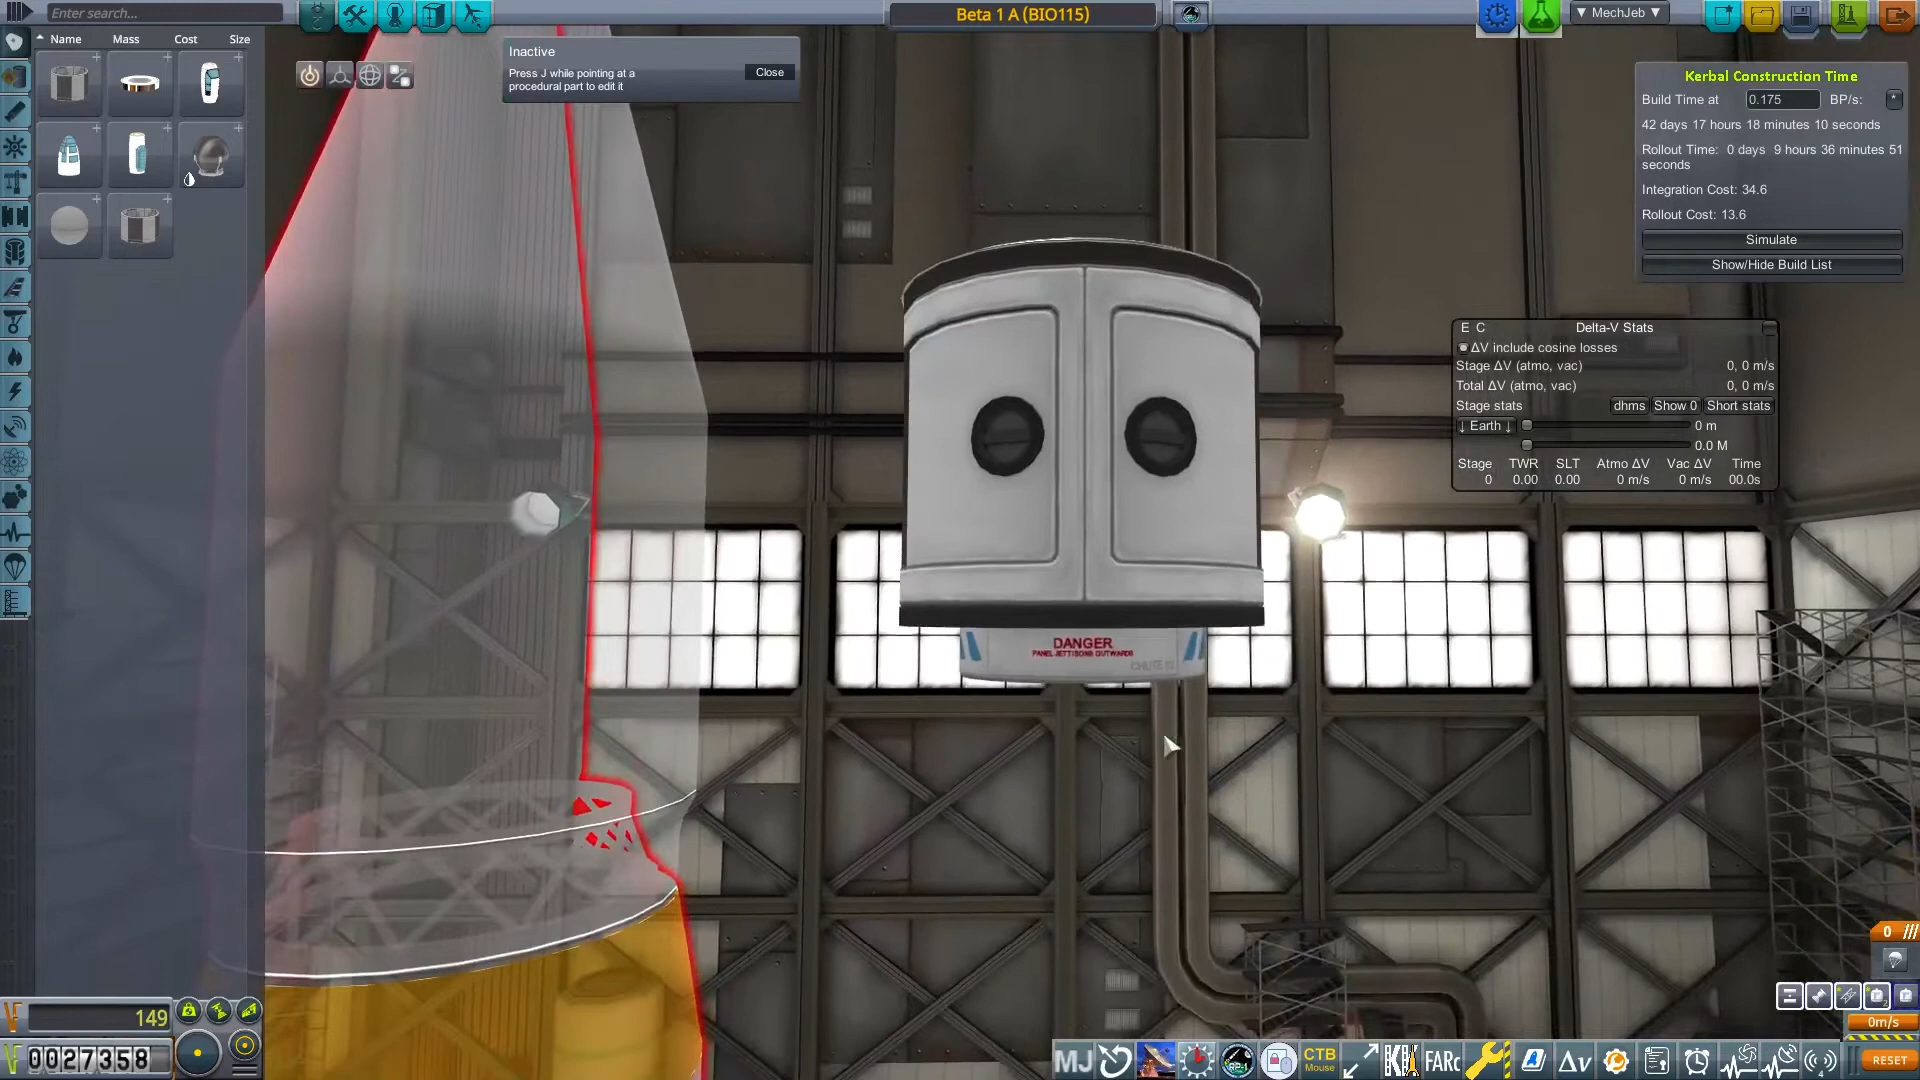 Enter search...
Beta 1 A (BIO115)
▼ MechJeb ▼
Name Mass Cost Size
Inactive
Press J while pointing at a
procedural part to edit it
Close
Kerbal Construction Time
Build Time at 0.175 BP/s: *
42 days 17 hours 18 minutes 10 seconds
Rollout Time: 0 days 9 hours 36 minutes 51
seconds
Integration Cost: 34.6
Rollout Cost: 13.6
Simulate
Show/Hide Build List
E C Delta-V Stats
ΔV include cosine losses
Stage ΔV (atmo, vac) 0, 0 m/s
Total ΔV (atmo, vac) 0, 0 m/s
Stage stats dhms Show 0 Short stats
↓ Earth ↓ 0 m
0.0 M
Stage TWR SLT Atmo ΔV Vac ΔV Time
0 0.00 0.00 0 m/s 0 m/s 00.0s
DANGER
PANEL JETTISONS OUTWARDS
0
149
0027358
0m/s
MJ RP-1 CTB Mouse KK FARc Δv 4 RESET